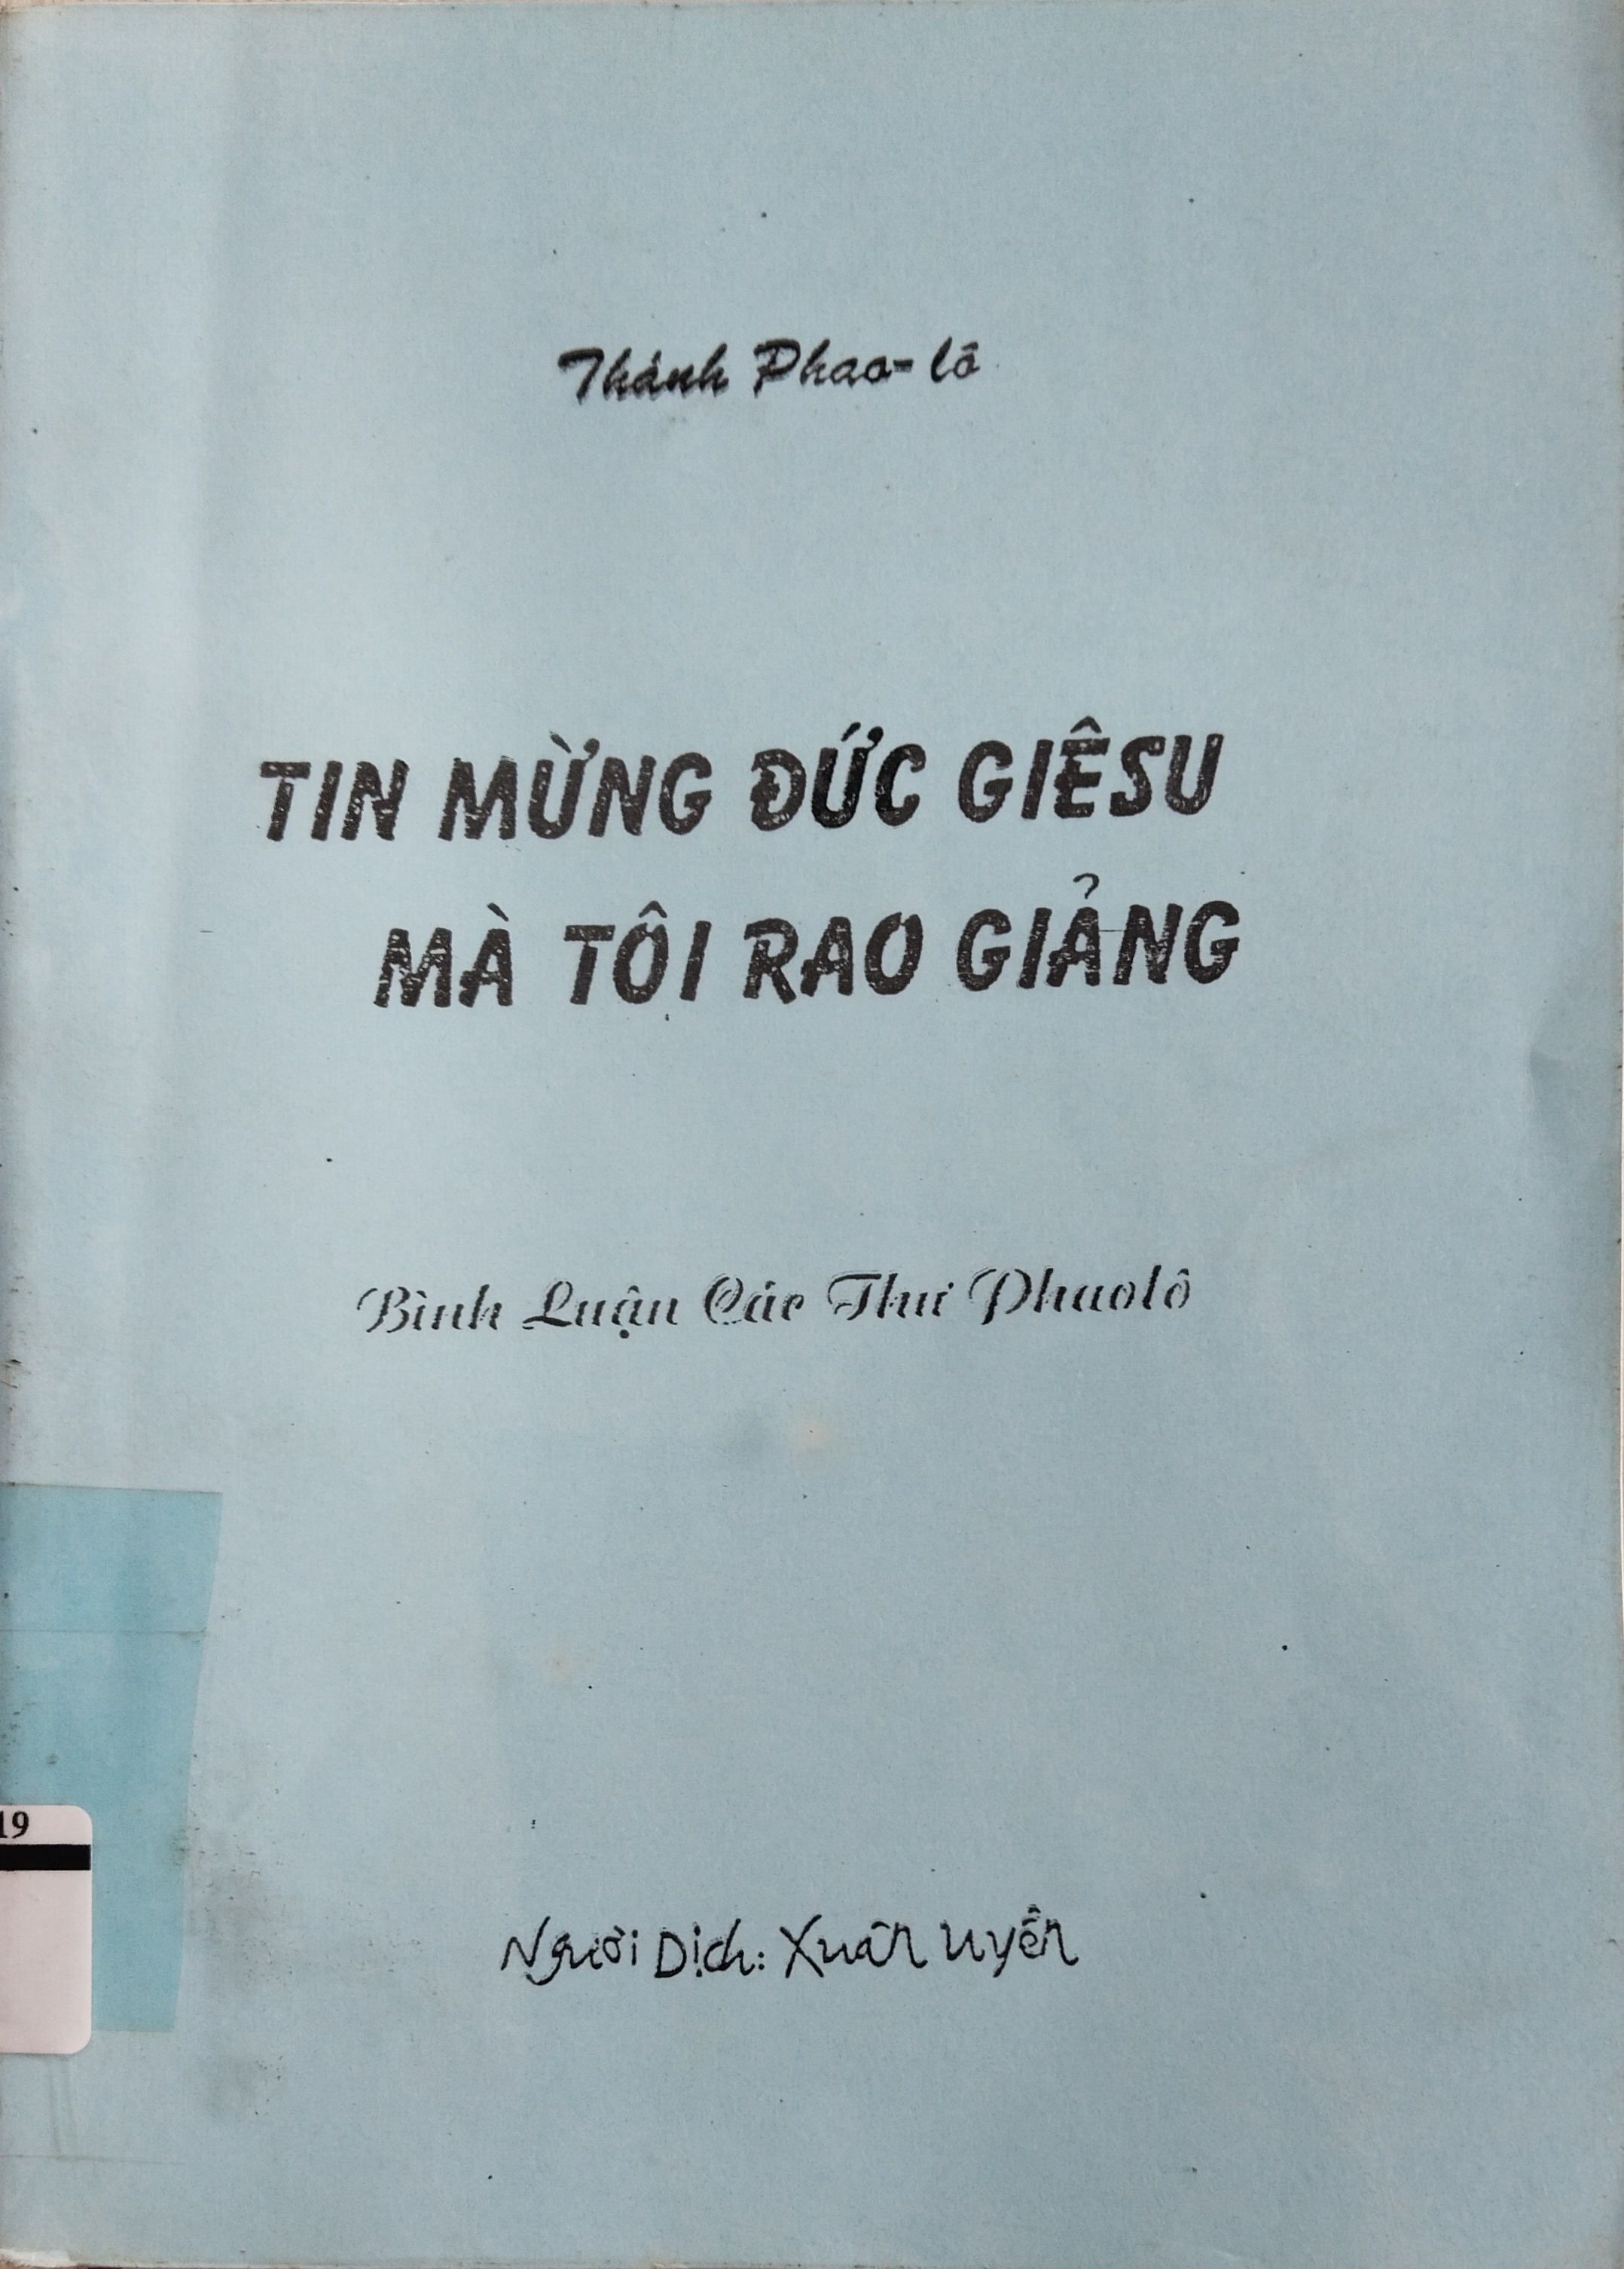 Thánh Phao-lô
TIN MỪNG ĐỨC GIÊSU
MÀ TÔI RAO GIẢNG
Bình Luận Các Thư Phaolô
19
Người Dịch: Xuân Uyên